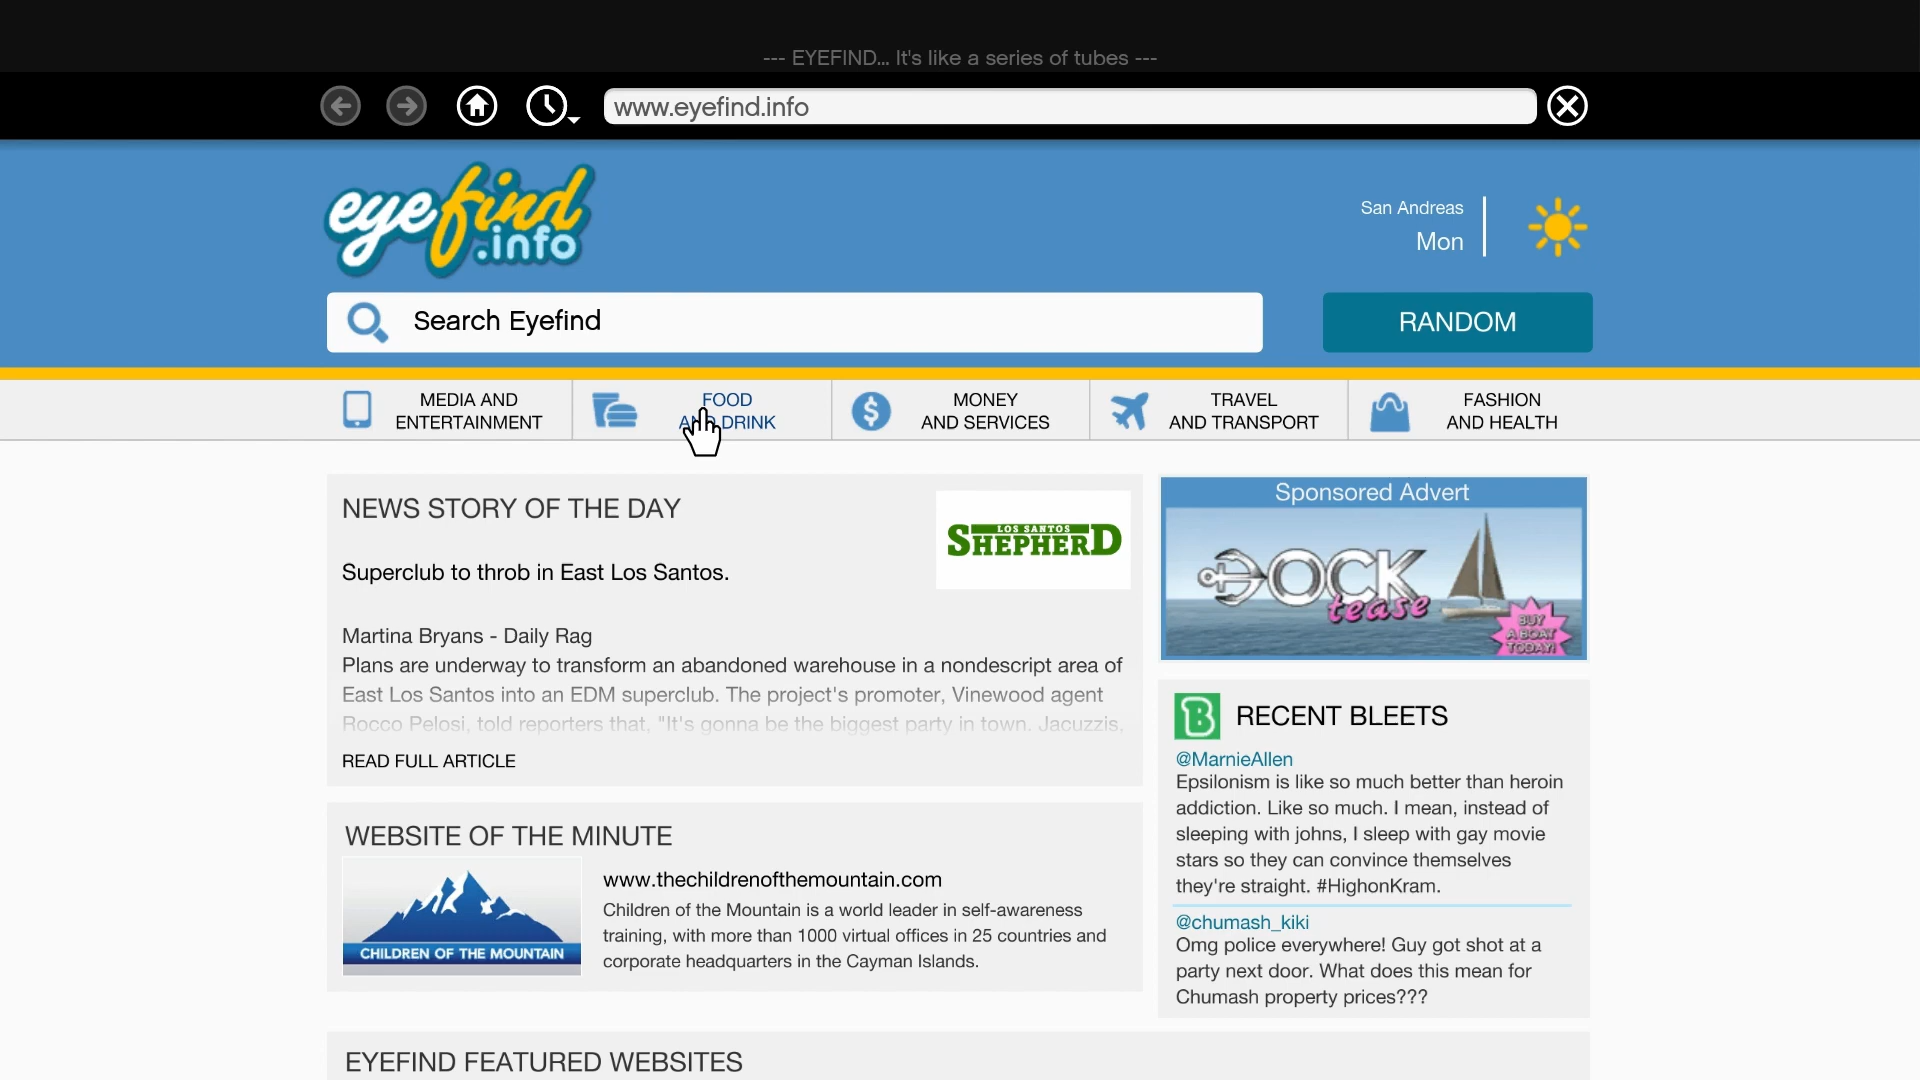 --- EYEFIND... It's like a series of tubes ---
www.eyefind.info
eyefind
.info
San Andreas
Mon
Search Eyefind
RANDOM
MEDIA AND
ENTERTAINMENT
FOOD
AND DRINK
MONEY
AND SERVICES
TRAVEL
AND TRANSPORT
FASHION
AND HEALTH
NEWS STORY OF THE DAY
LOS SANTOS
SHEPHERD
Superclub to throb in East Los Santos.
Martina Bryans - Daily Rag
Plans are underway to transform an abandoned warehouse in a nondescript area of
East Los Santos into an EDM superclub. The project's promoter, Vinewood agent
Rocco Pelosi, told reporters that, "It's gonna be the biggest party in town. Jacuzzis,
READ FULL ARTICLE
WEBSITE OF THE MINUTE
CHILDREN OF THE MOUNTAIN
www.thechildrenofthemountain.com
Children of the Mountain is a world leader in self-awareness
training, with more than 1000 virtual offices in 25 countries and
corporate headquarters in the Cayman Islands.
Sponsored Advert
DOCK
tease
BUY
A BOAT
TODAY!
B RECENT BLEETS
@MarnieAllen
Epsilonism is like so much better than heroin
addiction. Like so much. I mean, instead of
sleeping with johns, I sleep with gay movie
stars so they can convince themselves
they're straight. #HighonKram.
@chumash_kiki
Omg police everywhere! Guy got shot at a
party next door. What does this mean for
Chumash property prices???
EYEFIND FEATURED WEBSITES